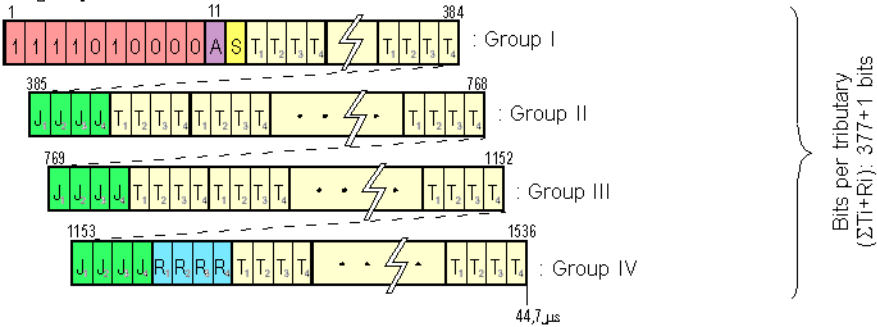 1 11 384
1 1 1 1 0 1 0 0 0 0 A S T1 T2 T3 T4 T1 T2 T3 T4 : Group I
385 768
J1 J2 J3 J4 T1 T2 T3 T4 T1 T2 T3 T4 T1 T2 T3 T4 : Group II
769 1152
J1 J2 J3 J4 T1 T2 T3 T4 T1 T2 T3 T4 T1 T2 T3 T4 : Group III
1153 1536
J1 J2 J3 J4 R1 R2 R3 R4 T1 T2 T3 T4 T1 T2 T3 T4 : Group IV
44,7 µs
Bits per tributary
(ΣTi+Ri): 377+1 bits